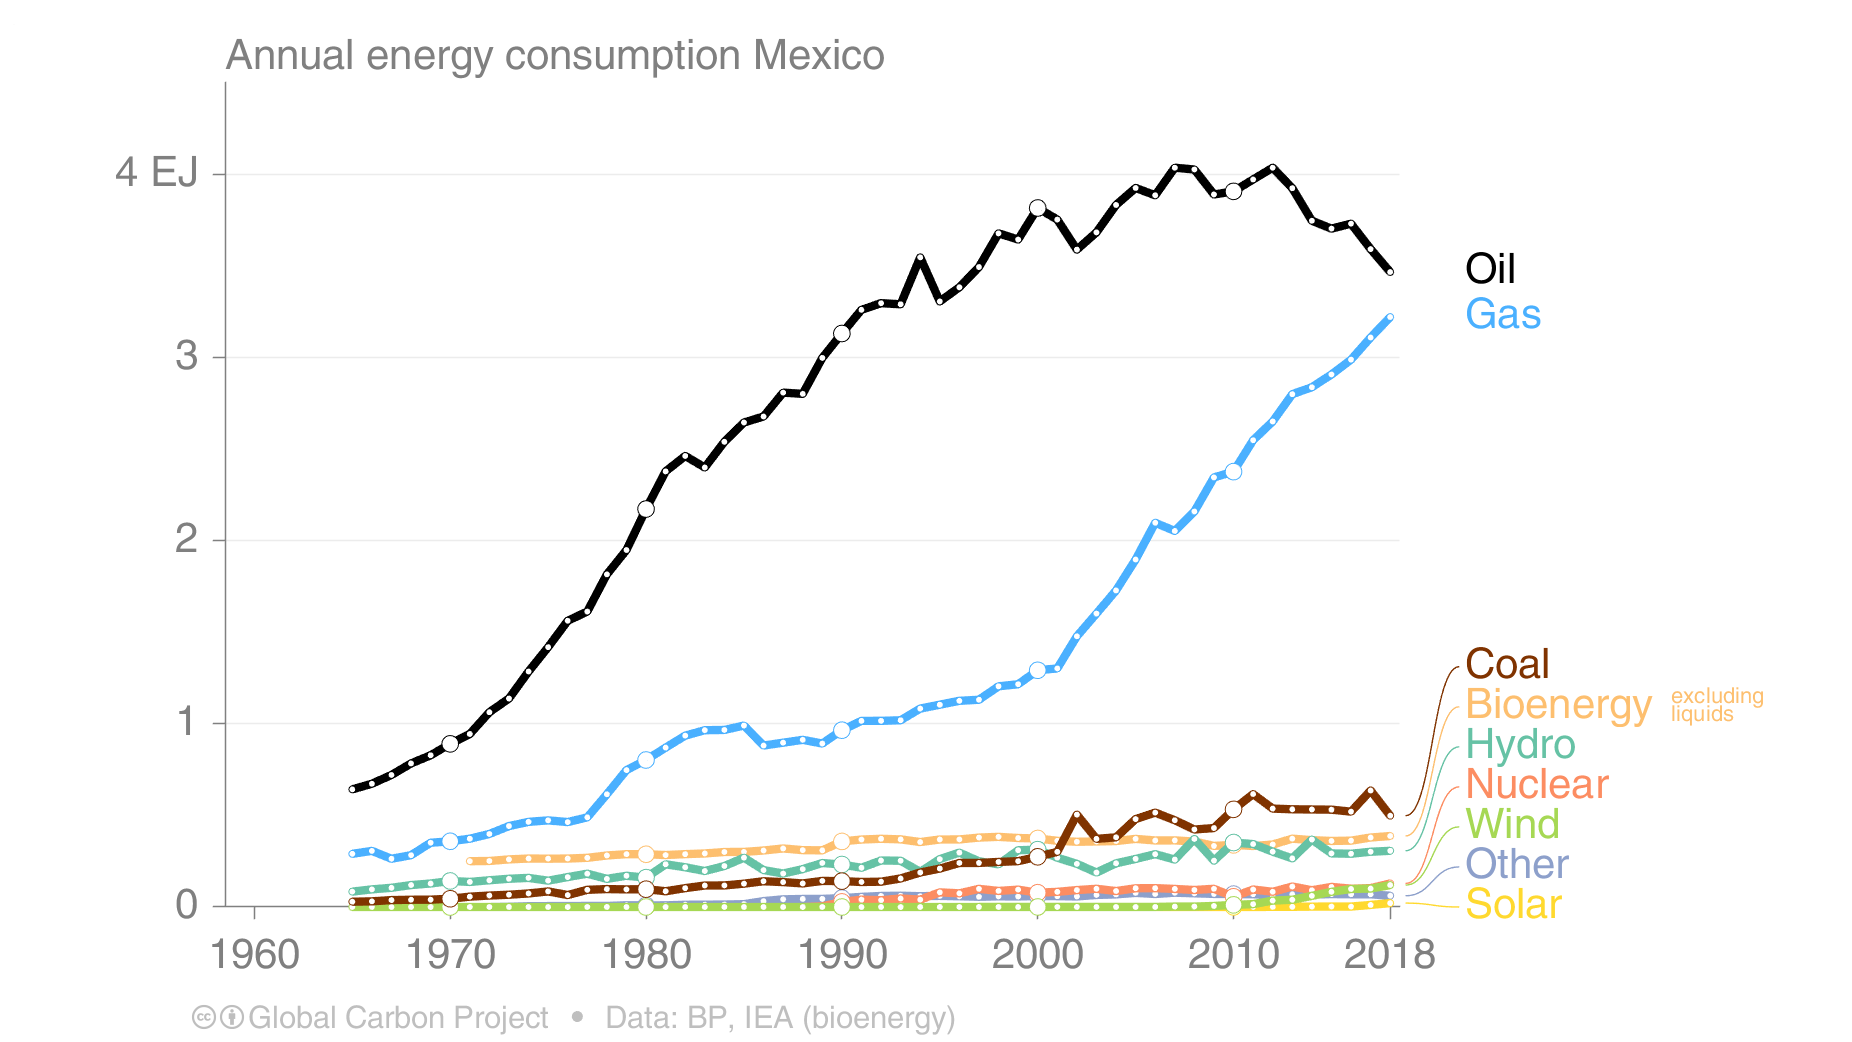 Annual energy consumption Mexico
4 EJ
3
2
1
0
1960 1970 1980 1990 2000 2010 2018
Oil
Gas
Coal
Bioenergy excluding
liquids
Hydro
Nuclear
Wind
Other
Solar
cc Global Carbon Project • Data: BP, IEA (bioenergy)